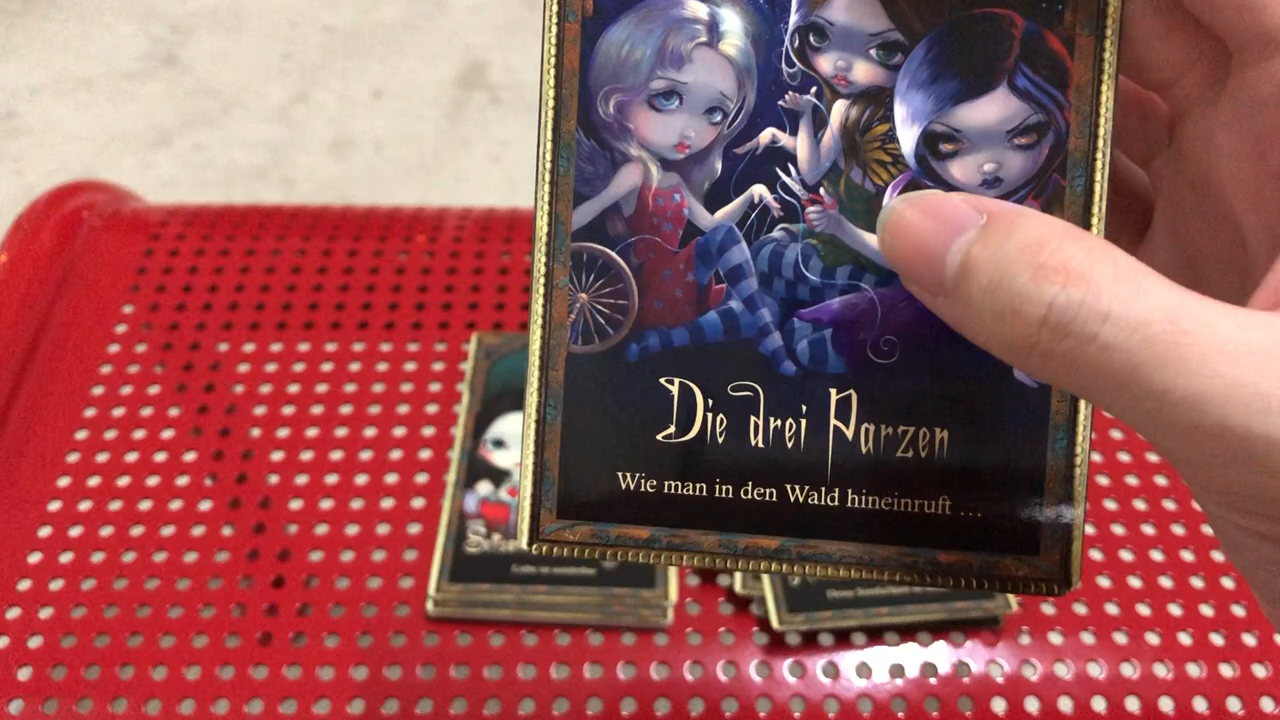 Die drei Parzen
Wie man in den Wald hineinruft …